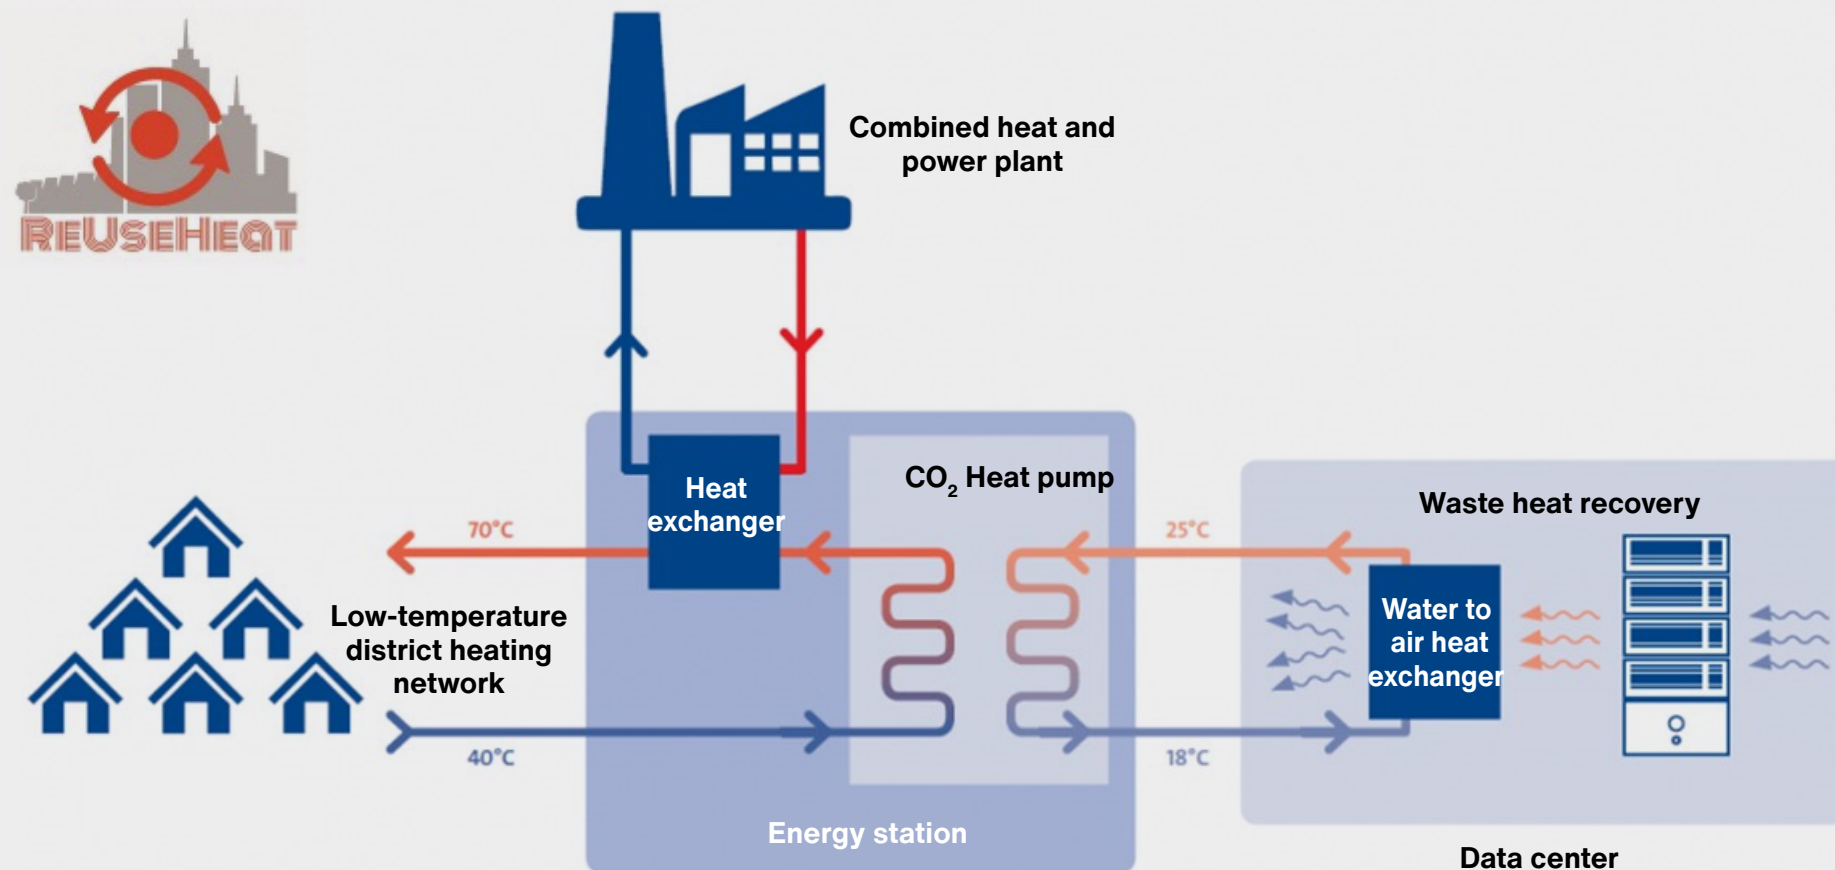 REUSEHEAT
Combined heat and
power plant
Heat
exchanger
CO₂ Heat pump
Waste heat recovery
70°C
25°C
Low-temperature
district heating
network
Water to
air heat
exchanger
40°C
18°C
Energy station
Data center